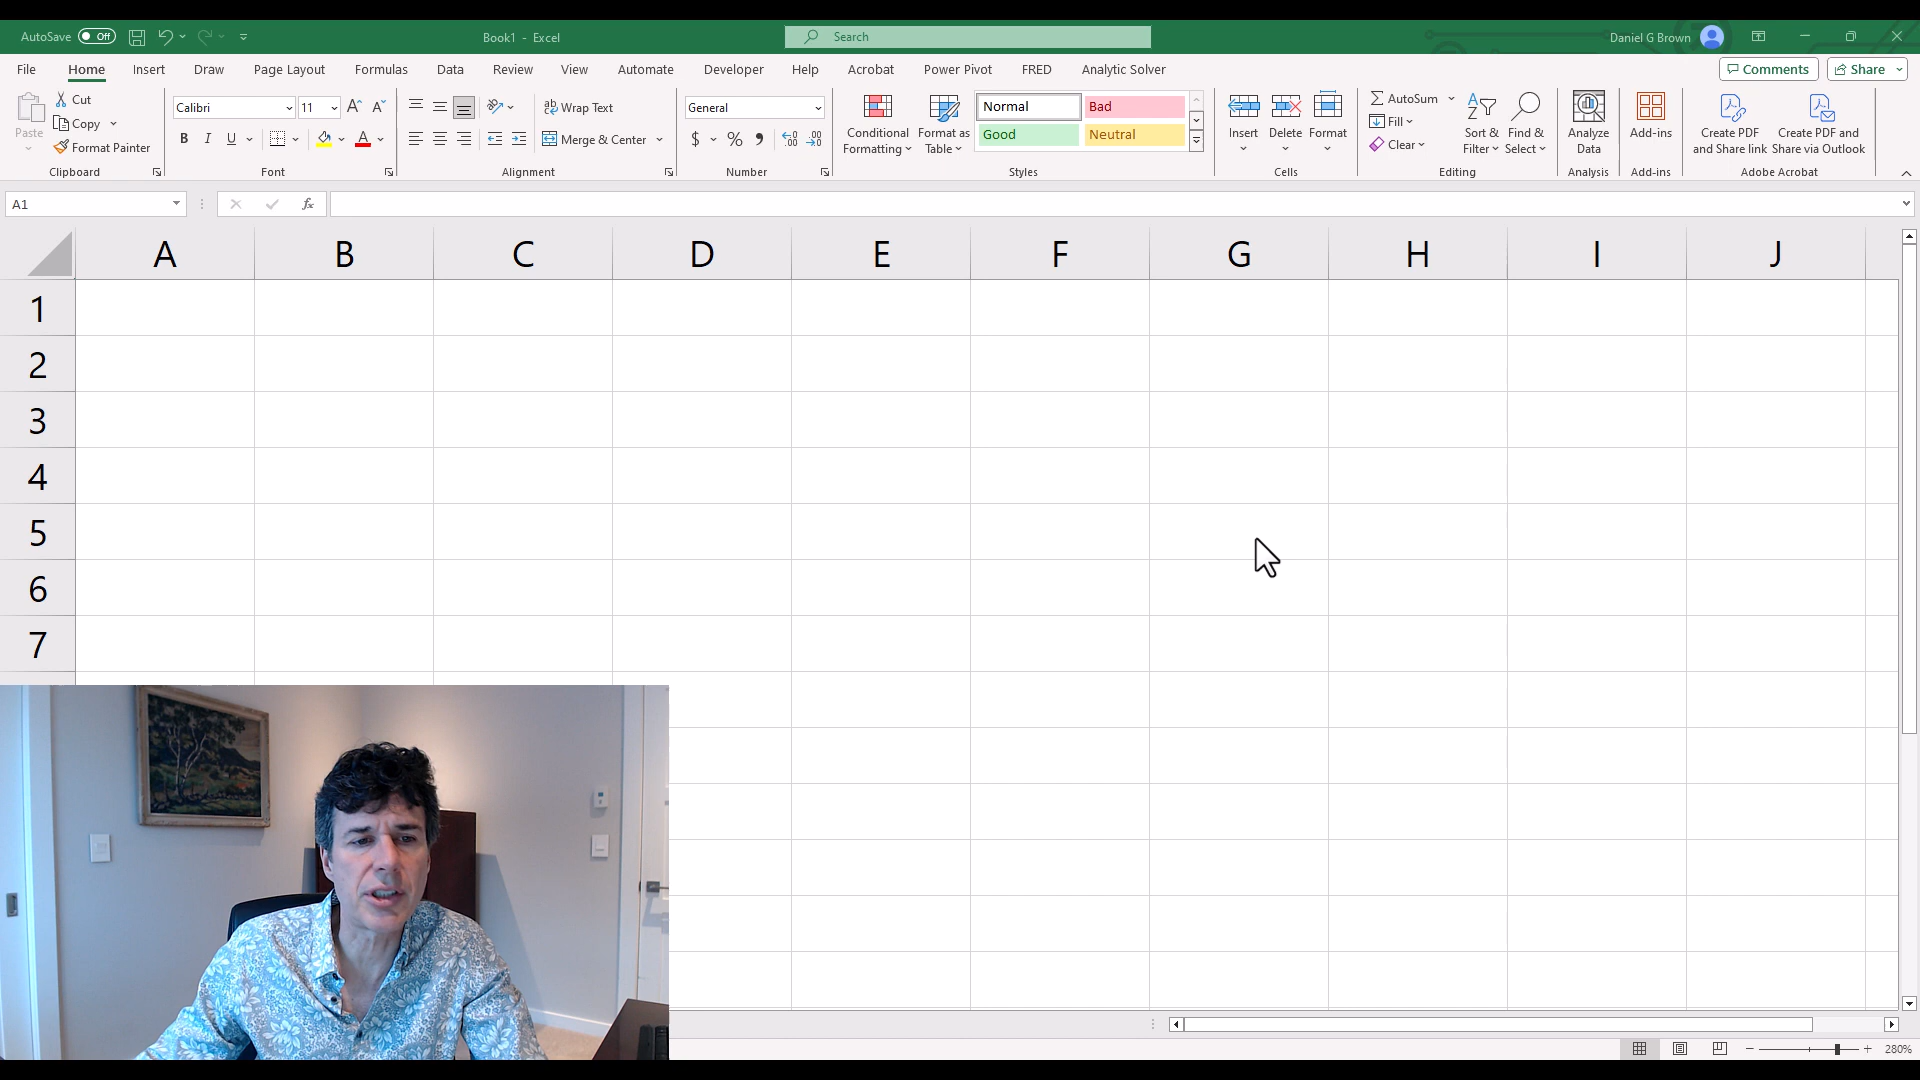 AutoSave Off
Book1 - Excel
Search
Daniel G Brown
File Home Insert Draw Page Layout Formulas Data Review View Automate Developer Help Acrobat Power Pivot FRED Analytic Solver
Comments Share
Paste
Cut
Copy
Format Painter
Clipboard
Calibri 11
B I U
Font
Wrap Text
Merge & Center
Alignment
General
$ % ,
Number
Conditional Formatting
Format as Table
Normal Bad
Good Neutral
Styles
Insert Delete Format
Cells
AutoSum
Fill
Clear
Sort & Filter
Find & Select
Editing
Analyze Data
Analysis
Add-ins
Add-ins
Create PDF and Share link
Create PDF and Share via Outlook
Adobe Acrobat
A1
fx
A B C D E F G H I J
1
2
3
4
5
6
7
280%